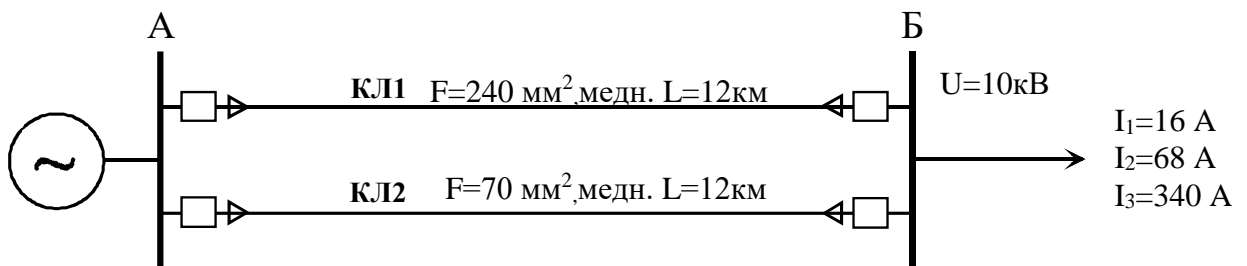 А
Б
КЛ1 F=240 мм²,медн. L=12км
U=10кВ
I₁=16 А
I₂=68 А
I₃=340 А
КЛ2 F=70 мм²,медн. L=12км
~